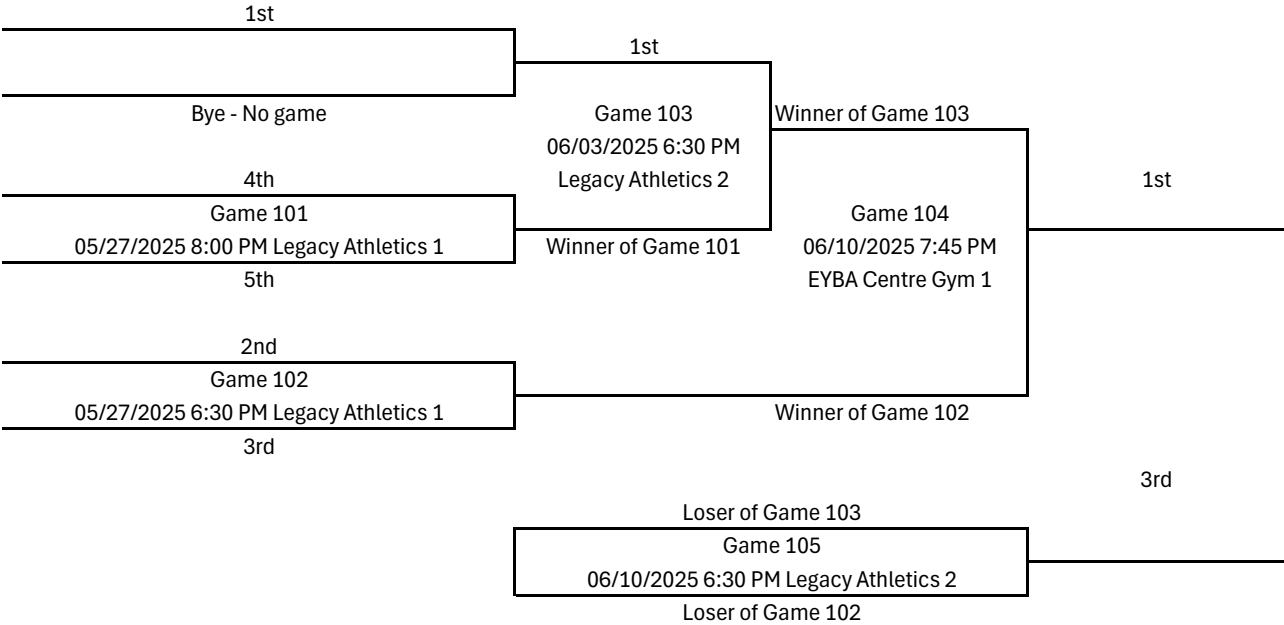 1st
Bye - No game
1st
Game 103
06/03/2025 6:30 PM
Legacy Athletics 2
Winner of Game 101
4th
Game 101
05/27/2025 8:00 PM Legacy Athletics 1
5th
Winner of Game 103
Game 104
06/10/2025 7:45 PM
EYBA Centre Gym 1
Winner of Game 102
1st
2nd
Game 102
05/27/2025 6:30 PM Legacy Athletics 1
3rd
Loser of Game 103
Game 105
06/10/2025 6:30 PM Legacy Athletics 2
Loser of Game 102
3rd